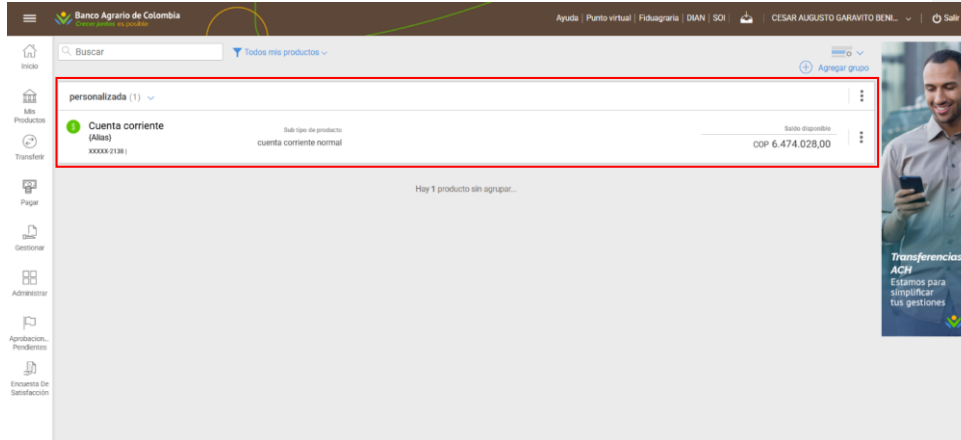 Banco Agrario de Colombia
Crecer juntos es posible
Ayuda | Punto virtual | Fiduagraria | DIAN | SOI |
CESAR AUGUSTO GARAVITO BENI...
Salir
Inicio
Mis
Productos
Transferir
Pagar
Gestionar
Administrar
Aprobacion...
Pendientes
Encuesta De
Satisfacción
Buscar
Todos mis productos
Agregar grupo
personalizada (1)
Cuenta corriente
(Alias)
XXXXX-2138 |
Sub tipo de producto
cuenta corriente normal
Saldo disponible
COP 6.474.028,00
Hay 1 producto sin agrupar...
Transferencias
ACH
Estamos para
simplificar
tus gestiones